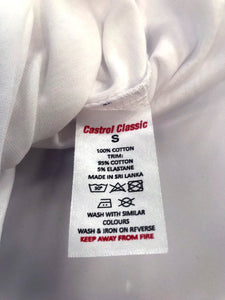 Castrol Classic
S
100% COTTON
TRIM:
95% COTTON
5% ELASTANE
MADE IN SRI LANKA
WASH WITH SIMILAR
COLOURS
WASH & IRON ON REVERSE
KEEP AWAY FROM FIRE